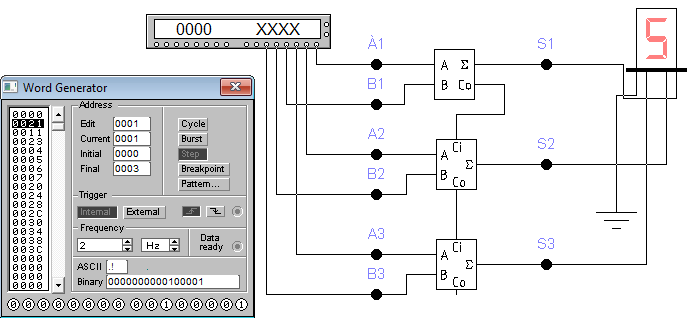 0000 XXXX
5
À1
S1
A Σ
B1
B Co
A2
Ci
S2
A Σ
B2
B
Co
A3
Ci
S3
A Σ
B3
B
Co
Word Generator
0000
0021
0011
0023
0004
0005
0006
0007
0020
0024
0028
002C
0030
0034
0038
003C
0000
0000
0000
Address
Edit 0001
Current 0001
Initial 0000
Final 0003
Cycle
Burst
Step
Breakpoint
Pattern...
Trigger
Internal External
Frequency
2 Hz
Data
ready
ASCII .!
Binary 0000000000100001
0 0 0 0 0 0 0 0 0 0 1 0 0 0 0 1